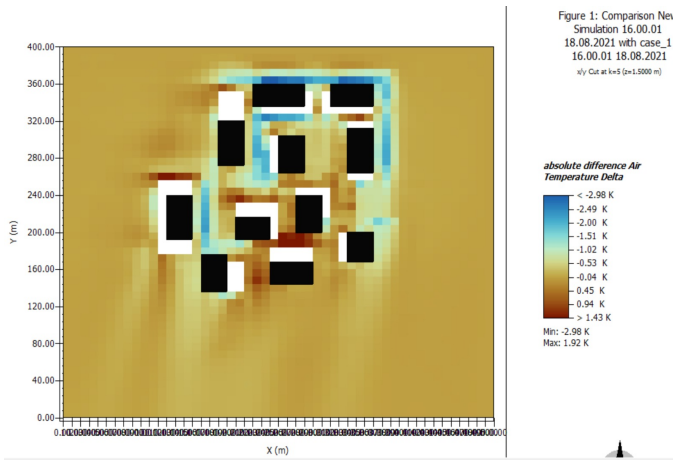 Figure 1: Comparison New
Simulation 16.00.01
18.08.2021 with case_1
16.00.01 18.08.2021
x/y Cut at k=5 (z=1.5000 m)
absolute difference Air
Temperature Delta
< -2.98 K
-2.49 K
-2.00 K
-1.51 K
-1.02 K
-0.53 K
-0.04 K
0.45 K
0.94 K
> 1.43 K
Min: -2.98 K
Max: 1.92 K
Y (m)
400.00
360.00
320.00
280.00
240.00
200.00
160.00
120.00
80.00
40.00
0.00
X (m)